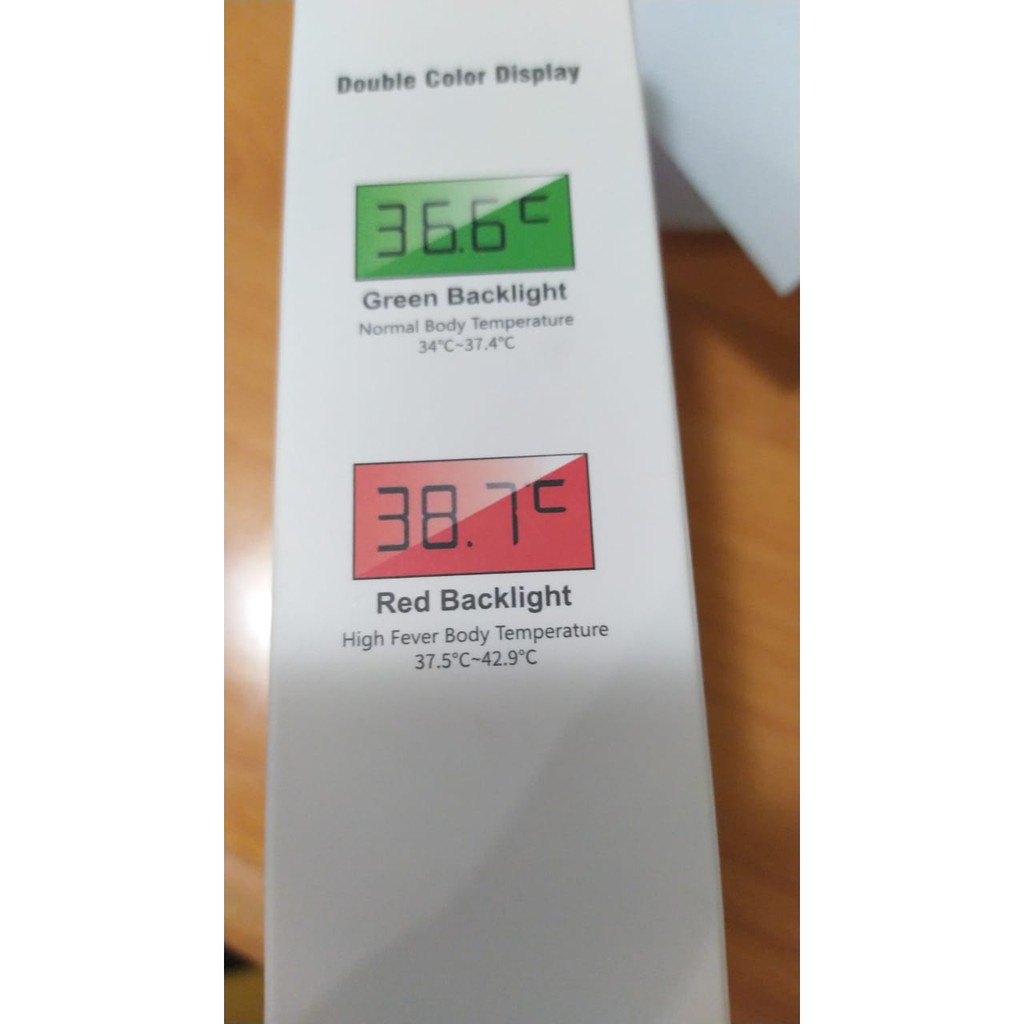 Double Color Display
36.6℃
Green Backlight
Normal Body Temperature
34°C~37.4°C
38.7℃
Red Backlight
High Fever Body Temperature
37.5°C~42.9°C